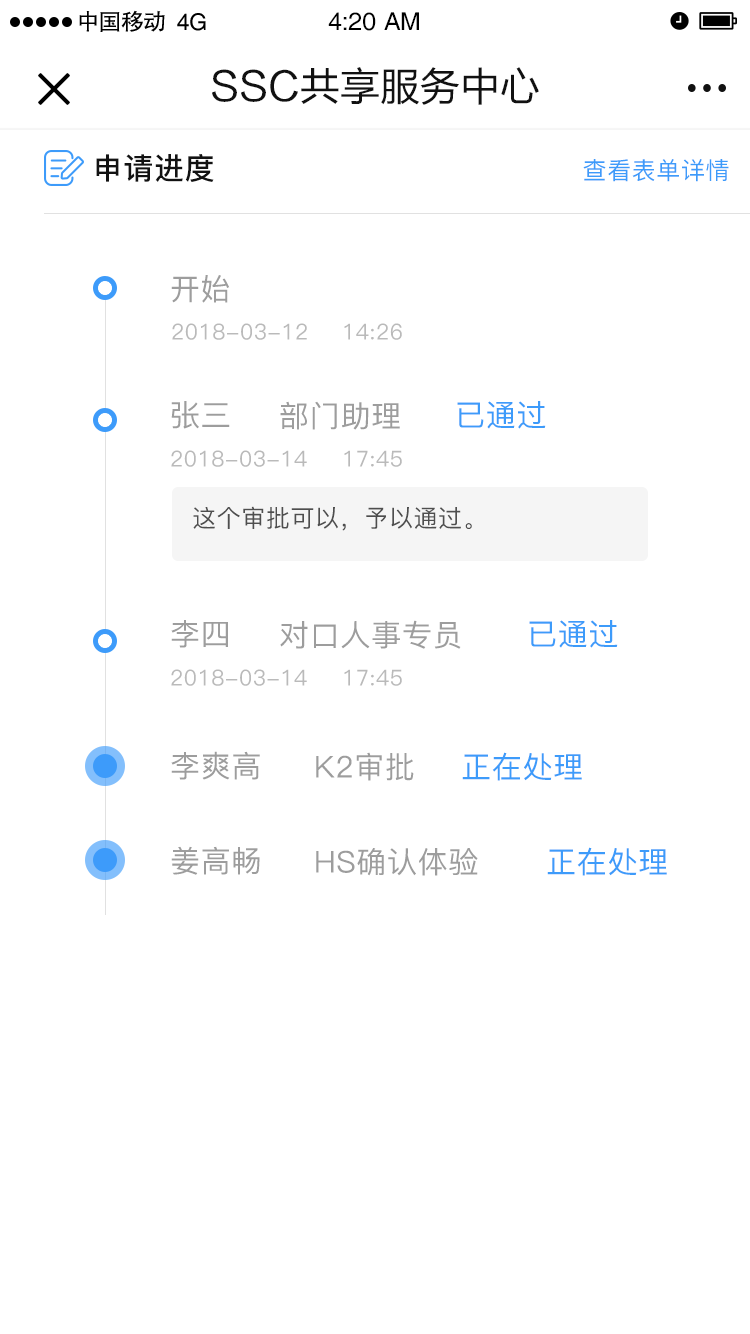 中国移动 4G 4:20 AM
SSC共享服务中心
申请进度 查看表单详情
开始
2018-03-12 14:26
张三 部门助理 已通过
2018-03-14 17:45
这个审批可以，予以通过。
李四 对口人事专员 已通过
2018-03-14 17:45
李爽高 K2审批 正在处理
姜高畅 HS确认体验 正在处理